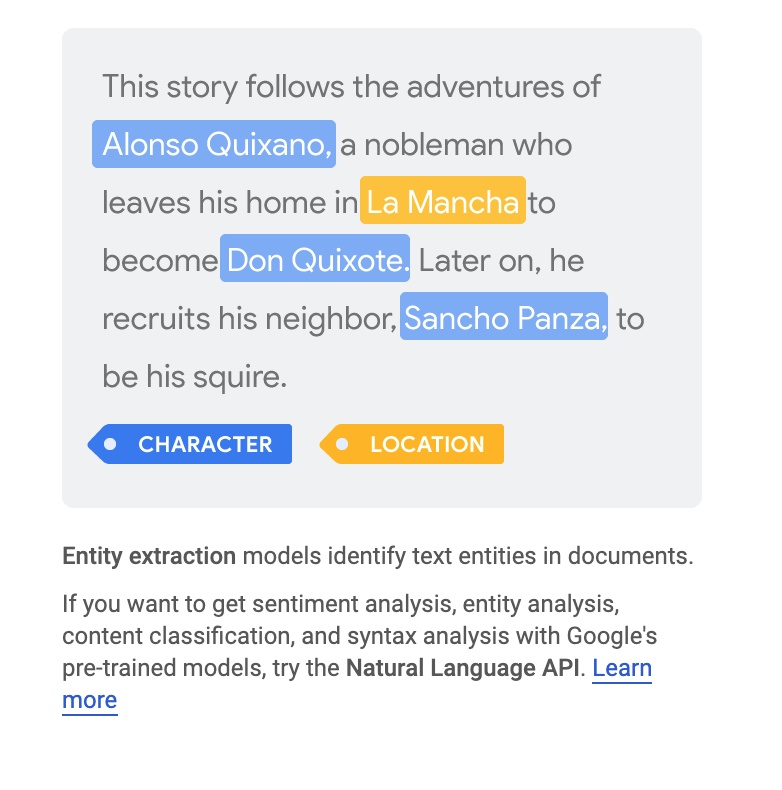 This story follows the adventures of
Alonso Quixano, a nobleman who
leaves his home in La Mancha to
become Don Quixote. Later on, he
recruits his neighbor, Sancho Panza, to
be his squire.
CHARACTER LOCATION
Entity extraction models identify text entities in documents.
If you want to get sentiment analysis, entity analysis,
content classification, and syntax analysis with Google's
pre-trained models, try the Natural Language API. Learn
more